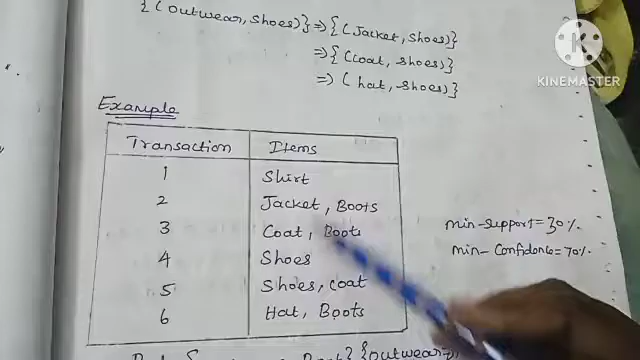 {(outwear, shoes)} => {(Jacket, shoes)}
=> {(coat, shoes)}
=> (hat, shoes)}
KINEMASTER
Example
Transaction Items
1 Shirt
2 Jacket, Boots
3 Coat, Boots
4 Shoes
5 Shoes, coat
6 Hat, Boots
min-support = 30%
min-Confidence = 70%
{outwear,